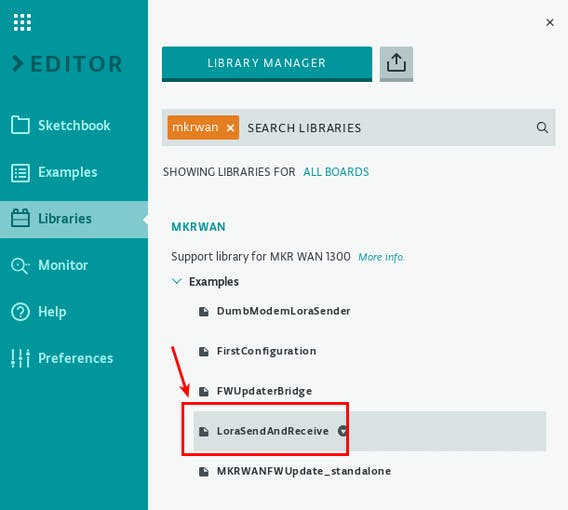 EDITOR
LIBRARY MANAGER
mkrwan x SEARCH LIBRARIES
SHOWING LIBRARIES FOR ALL BOARDS
Sketchbook
Examples
Libraries
Monitor
Help
Preferences
MKRWAN
Support library for MKR WAN 1300 More info.
Examples
DumbModemLoraSender
FirstConfiguration
FWUpdaterBridge
LoraSendAndReceive
MKRWANFWUpdate_standalone